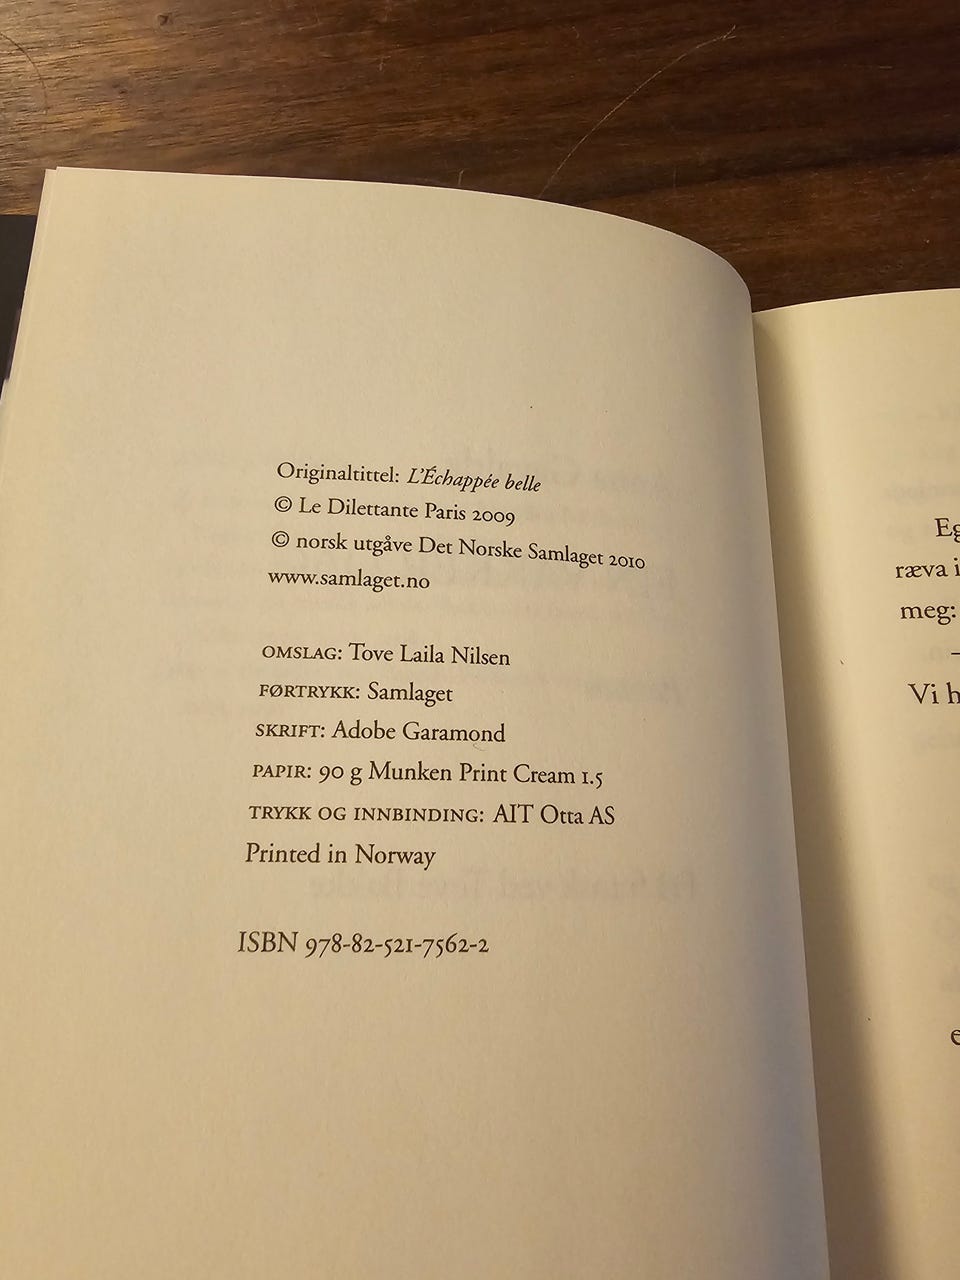 Originaltittel: L'Échappée belle
© Le Dilettante Paris 2009
© norsk utgåve Det Norske Samlaget 2010
www.samlaget.no
OMSLAG: Tove Laila Nilsen
FØRTRYKK: Samlaget
SKRIFT: Adobe Garamond
PAPIR: 90 g Munken Print Cream 1.5
TRYKK OG INNBINDING: AIT Otta AS
Printed in Norway
ISBN 978-82-521-7562-2
ræva i
meg:
–
Vi